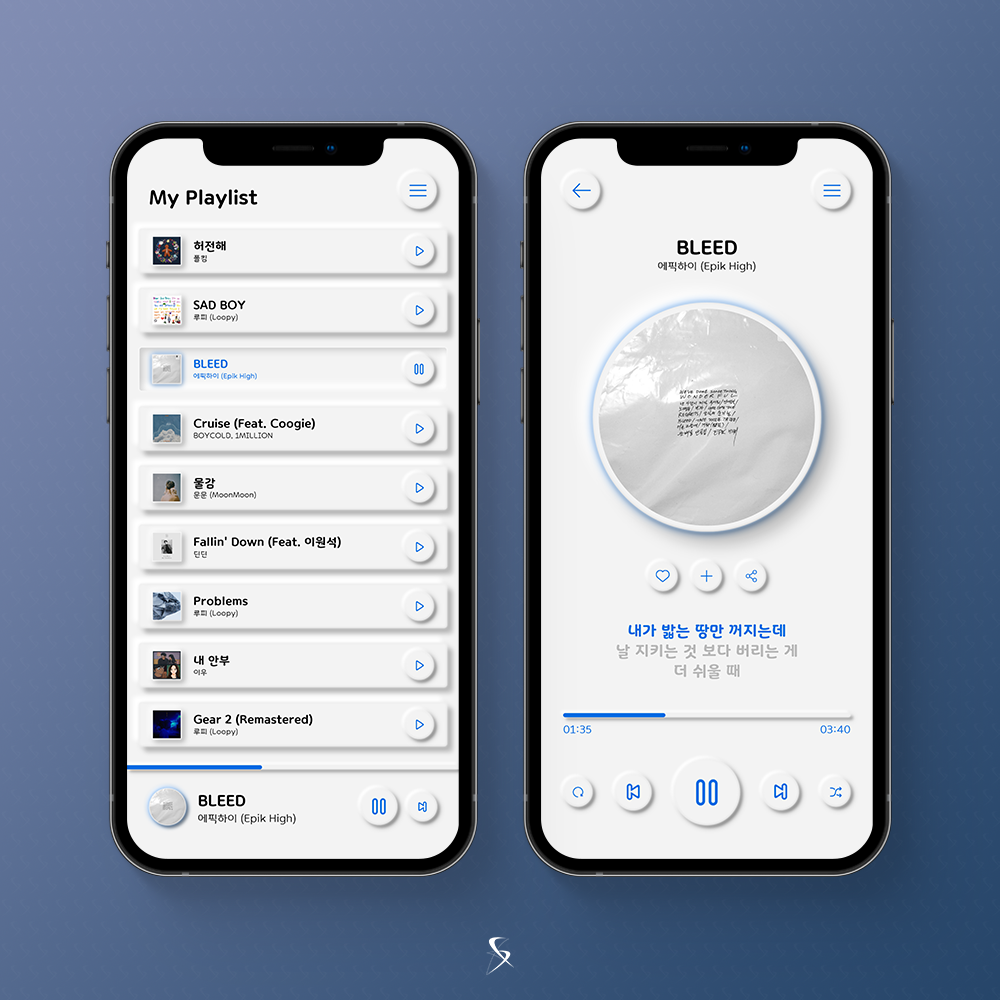 My Playlist
허전해
폴킴
SAD BOY
루피 (Loopy)
BLEED
에픽하이 (Epik High)
Cruise (Feat. Coogie)
BOYCOLD, 1MILLION
물감
문문 (MoonMoon)
Fallin' Down (Feat. 이원석)
딘딘
Problems
루피 (Loopy)
내 안부
이우
Gear 2 (Remastered)
루피 (Loopy)
BLEED
에픽하이 (Epik High)
BLEED
에픽하이 (Epik High)
WONDERFUL
내가 밟는 땅만 꺼지는데
날 지키는 것 보다 버리는 게
더 쉬울 때
01:35
03:40